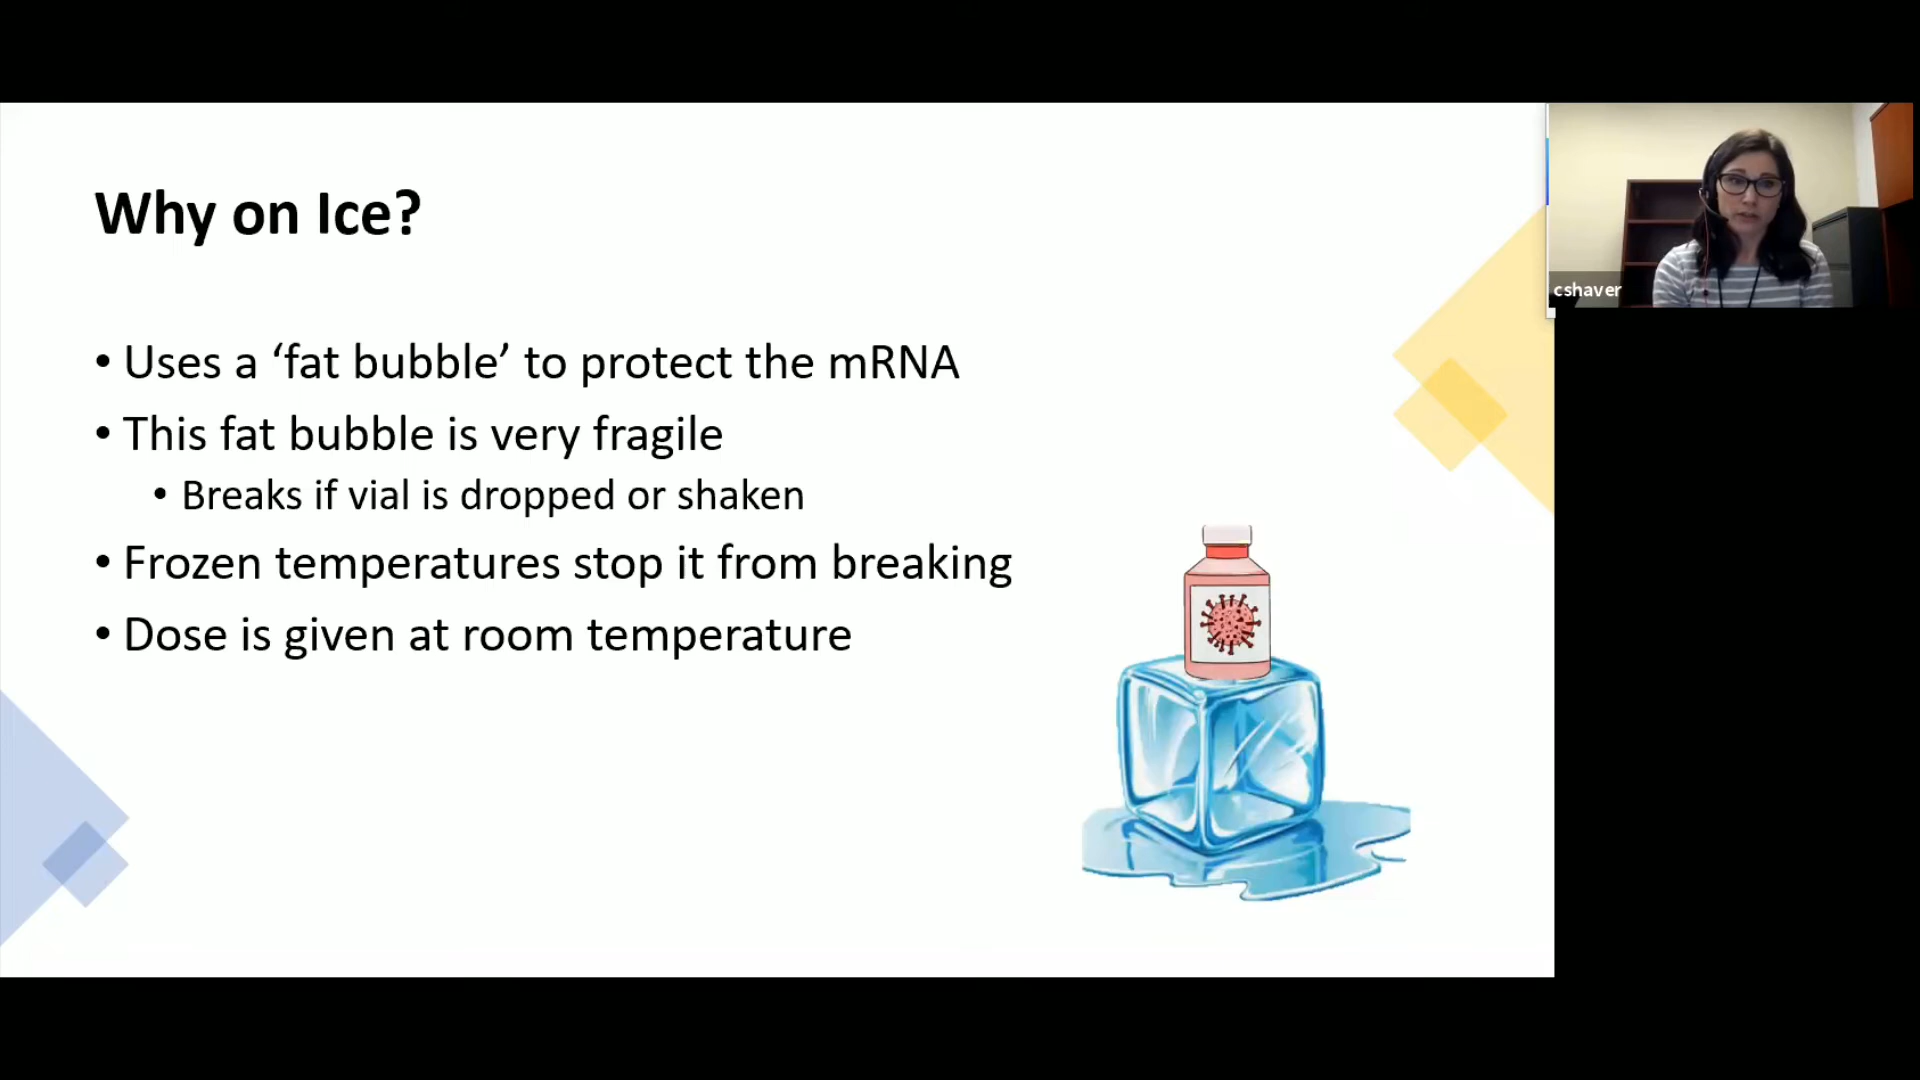 Why on Ice?
• Uses a ‘fat bubble’ to protect the mRNA
• This fat bubble is very fragile
• Breaks if vial is dropped or shaken
• Frozen temperatures stop it from breaking
• Dose is given at room temperature
cshaver